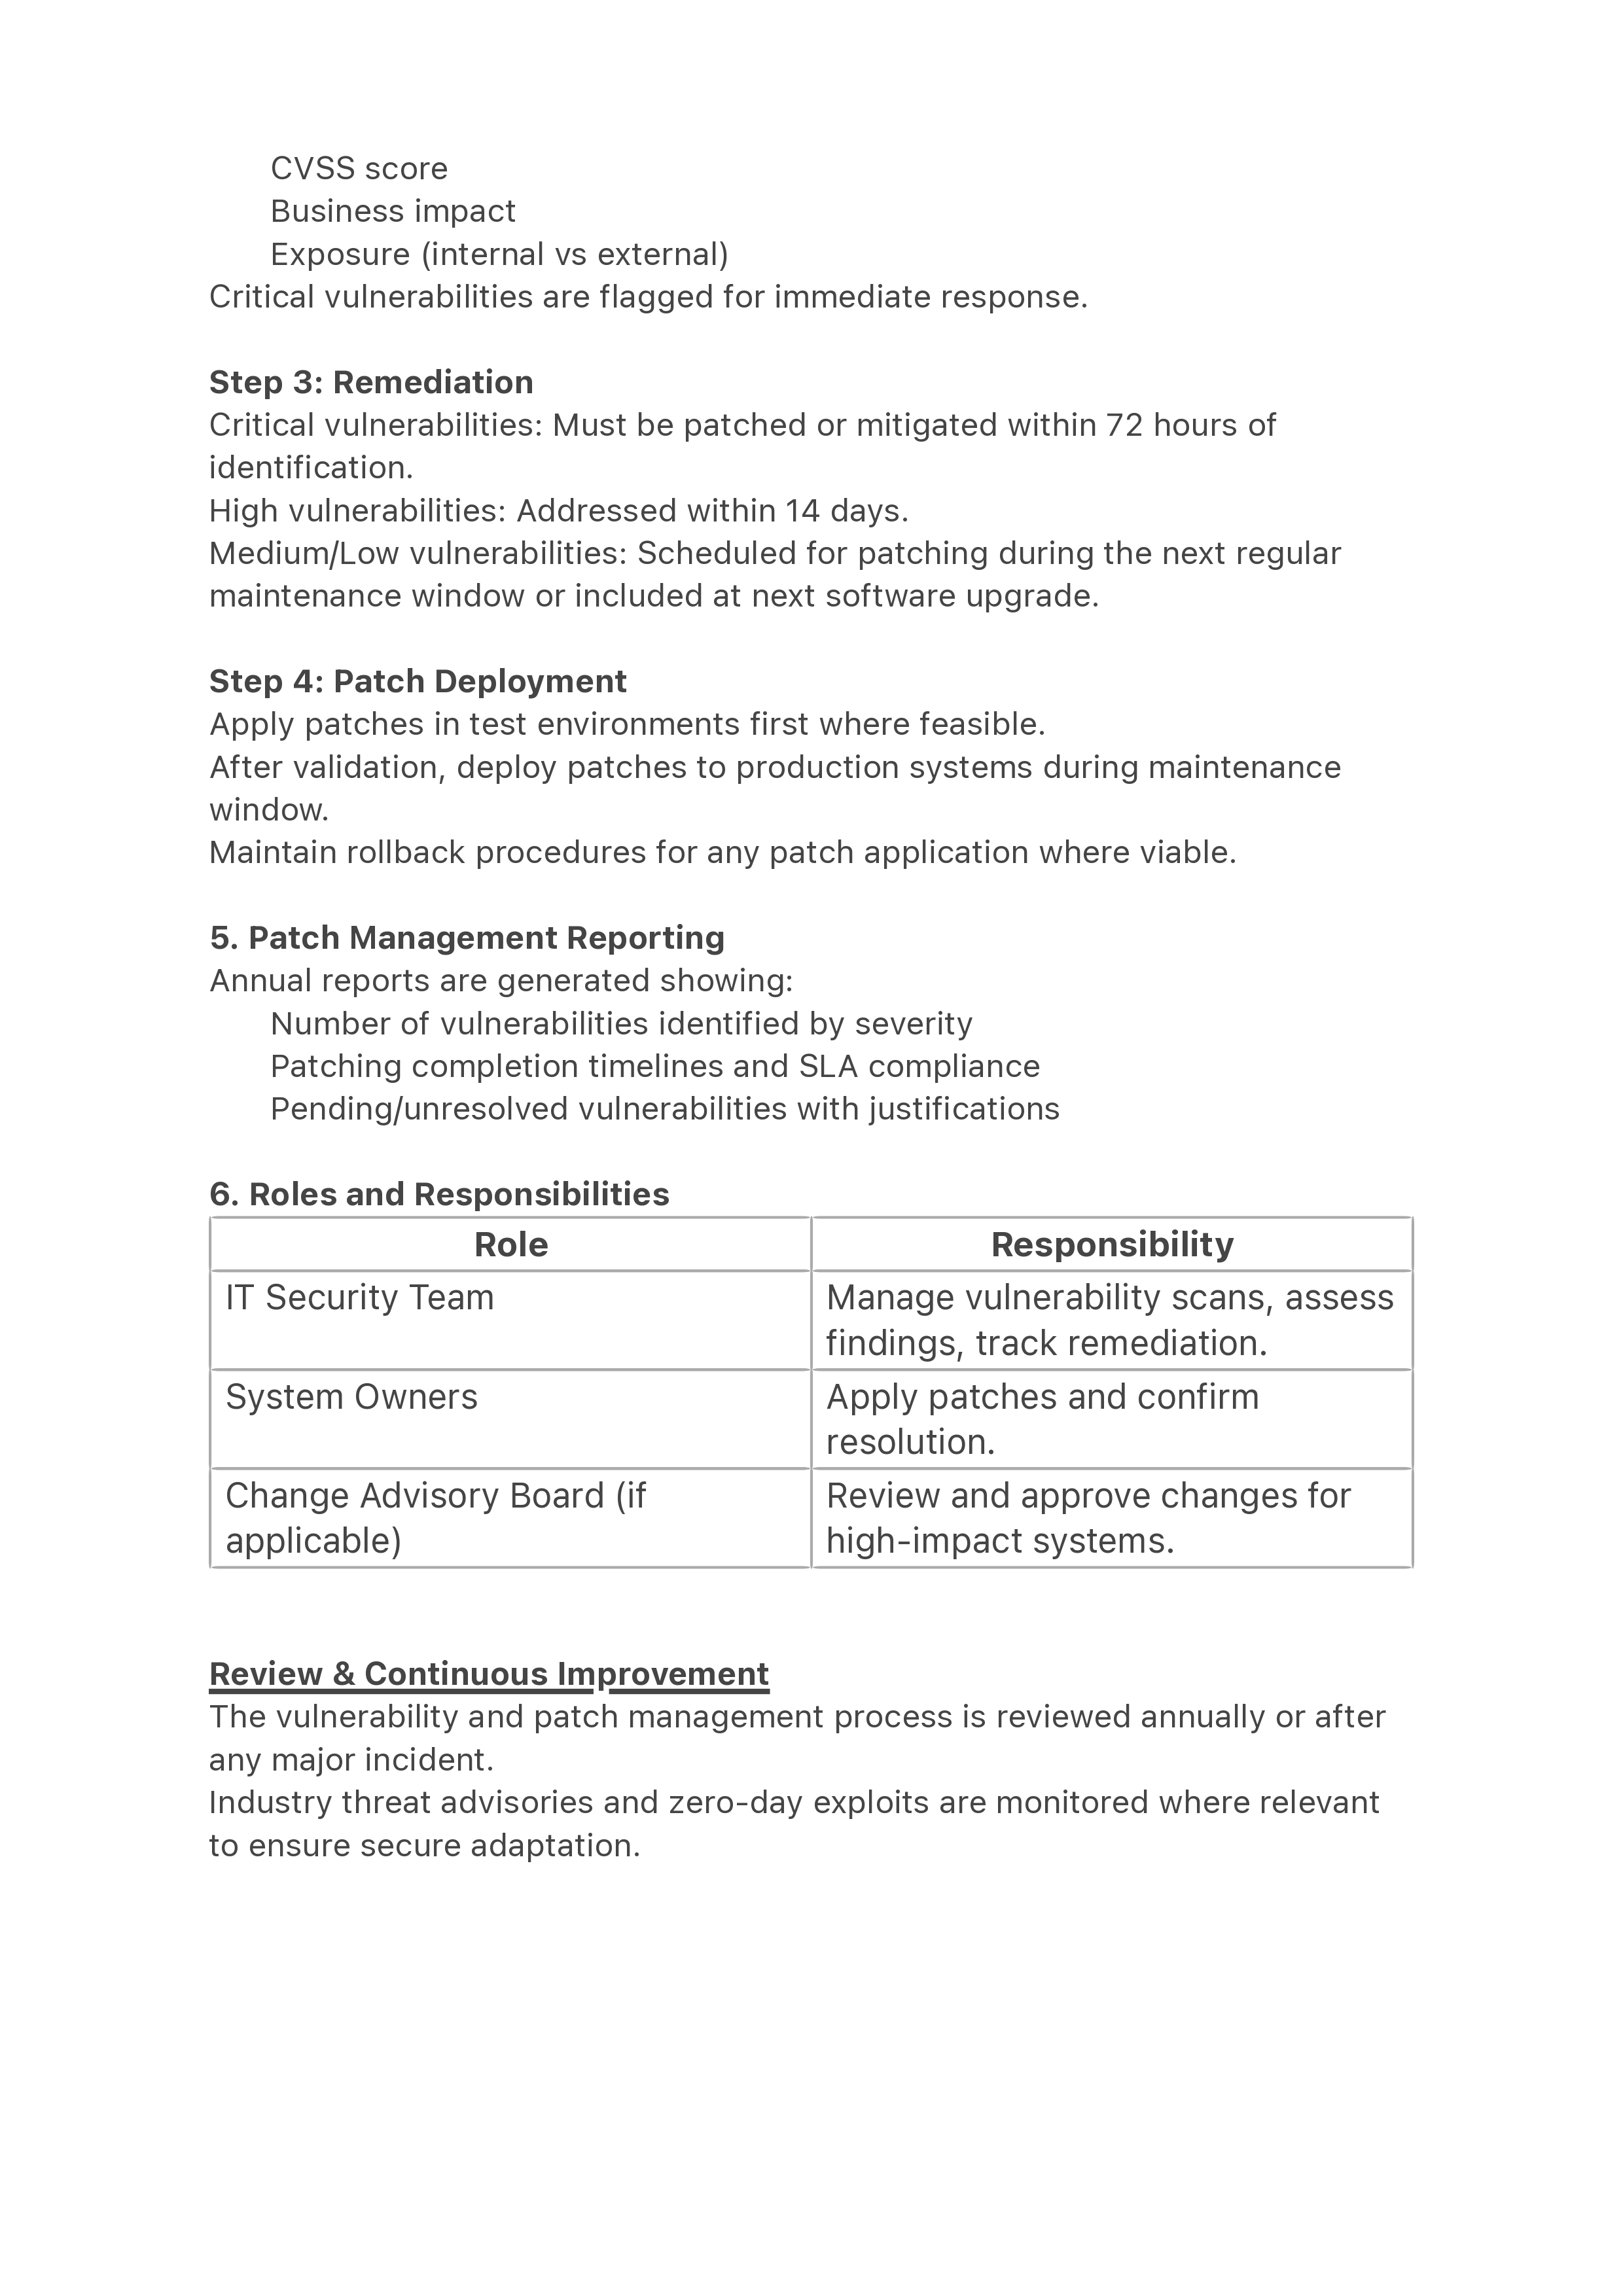 CVSS score
Business impact
Exposure (internal vs external)
Critical vulnerabilities are flagged for immediate response.
Step 3: Remediation
Critical vulnerabilities: Must be patched or mitigated within 72 hours of
identification.
High vulnerabilities: Addressed within 14 days.
Medium/Low vulnerabilities: Scheduled for patching during the next regular
maintenance window or included at next software upgrade.
Step 4: Patch Deployment
Apply patches in test environments first where feasible.
After validation, deploy patches to production systems during maintenance
window.
Maintain rollback procedures for any patch application where viable.
5. Patch Management Reporting
Annual reports are generated showing:
Number of vulnerabilities identified by severity
Patching completion timelines and SLA compliance
Pending/unresolved vulnerabilities with justifications
6. Roles and Responsibilities
Role Responsibility
IT Security Team Manage vulnerability scans, assess
findings, track remediation.
System Owners Apply patches and confirm
resolution.
Change Advisory Board (if Review and approve changes for
applicable) high-impact systems.
Review & Continuous Improvement
The vulnerability and patch management process is reviewed annually or after
any major incident.
Industry threat advisories and zero-day exploits are monitored where relevant
to ensure secure adaptation.